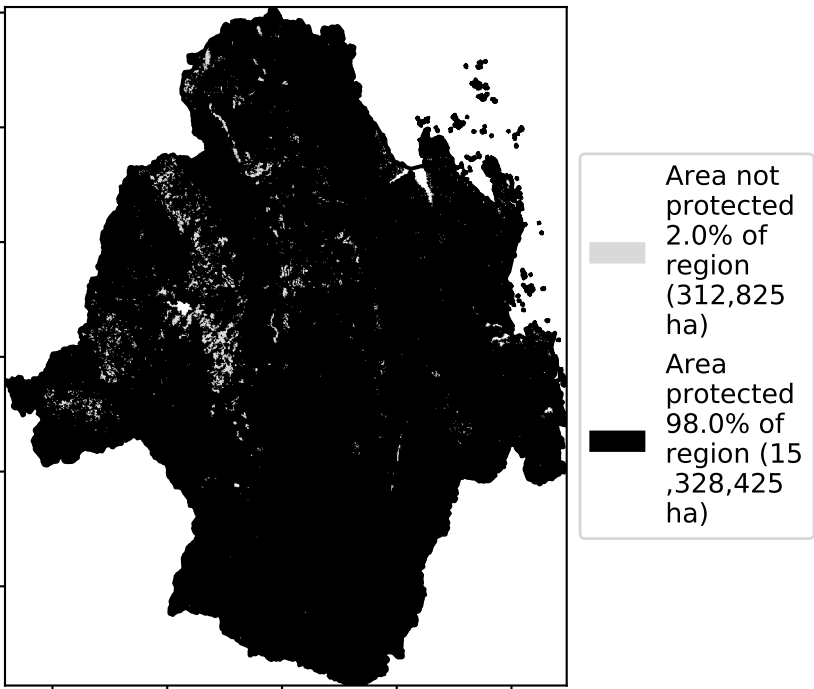 Area not
protected
2.0% of
region
(312,825
ha)
Area
protected
98.0% of
region (15
,328,425
ha)